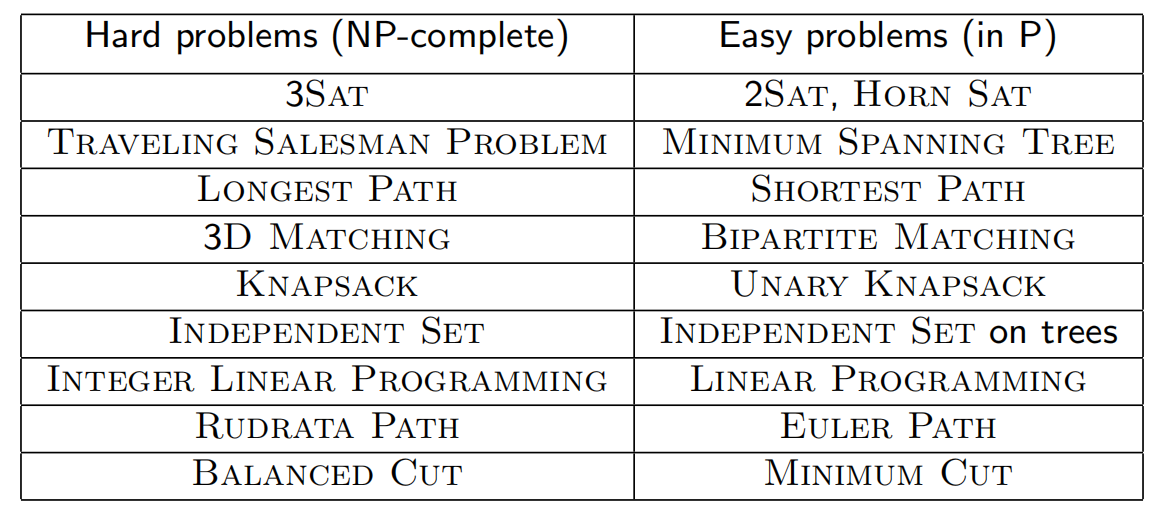 Hard problems (NP-complete) Easy problems (in P)
3SAT 2SAT, HORN SAT
TRAVELING SALESMAN PROBLEM MINIMUM SPANNING TREE
LONGEST PATH SHORTEST PATH
3D MATCHING BIPARTITE MATCHING
KNAPSACK UNARY KNAPSACK
INDEPENDENT SET INDEPENDENT SET on trees
INTEGER LINEAR PROGRAMMING LINEAR PROGRAMMING
RUDRATA PATH EULER PATH
BALANCED CUT MINIMUM CUT